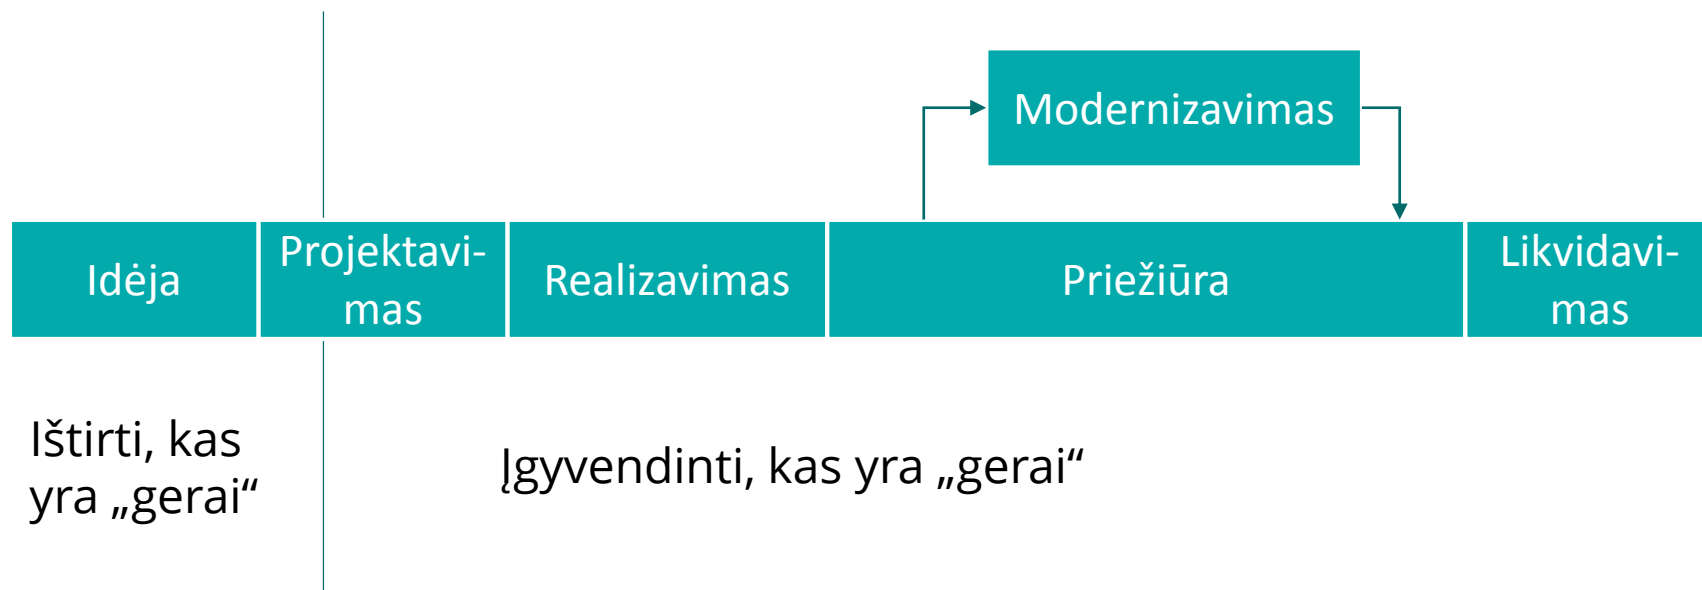 Modernizavimas
Idėja
Projektavi-
mas
Realizavimas
Priežiūra
Likvidavi-
mas
Ištirti, kas
yra „gerai“
Įgyvendinti, kas yra „gerai“